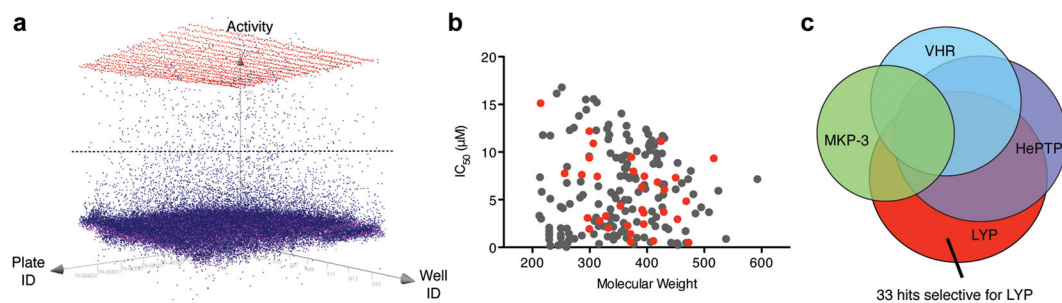 a
Activity
Plate
ID
Well
ID
b
20
15
10
5
0
IC50 (µM)
200
300
400
500
600
Molecular Weight
c
VHR
MKP-3
HePTP
LYP
33 hits selective for LYP